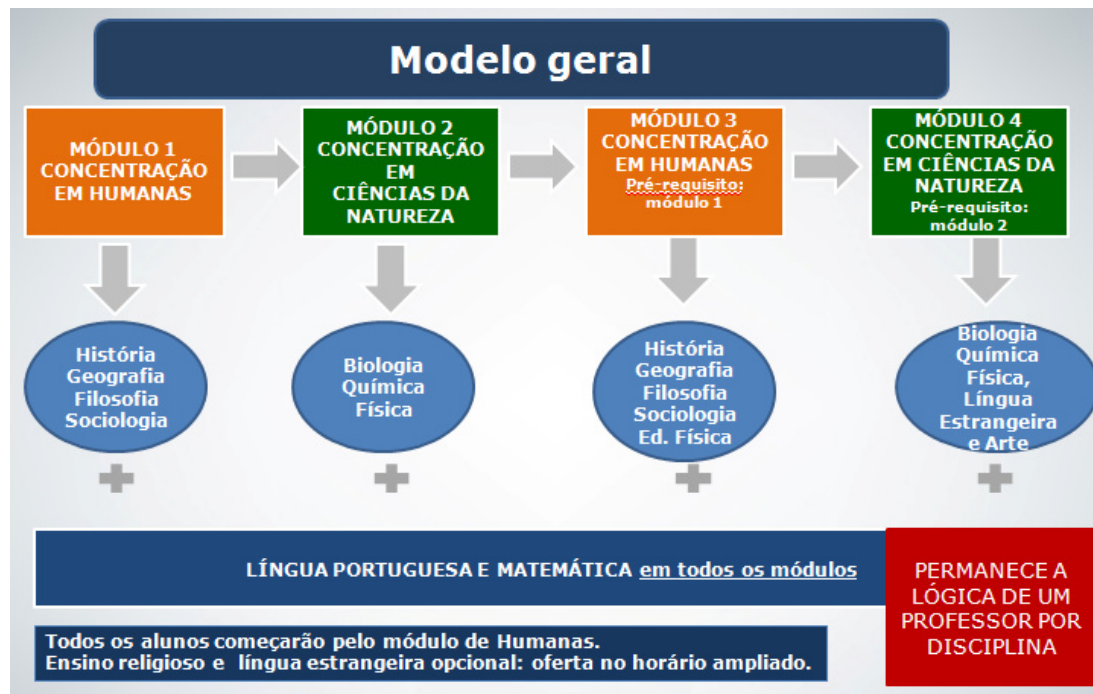 Modelo geral
MÓDULO 1
CONCENTRAÇÃO
EM HUMANAS
MÓDULO 2
CONCENTRAÇÃO
EM
CIÊNCIAS DA
NATUREZA
MÓDULO 3
CONCENTRAÇÃO
EM HUMANAS
Pré-requisito:
módulo 1
MÓDULO 4
CONCENTRAÇÃO
EM CIÊNCIAS DA
NATUREZA
Pré-requisito:
módulo 2
História
Geografia
Filosofia
Sociologia
Biologia
Química
Física
História
Geografia
Filosofia
Sociologia
Ed. Física
Biologia
Química
Física,
Língua
Estrangeira
e Arte
LÍNGUA PORTUGUESA E MATEMÁTICA em todos os módulos
PERMANECE A
LÓGICA DE UM
PROFESSOR POR
DISCIPLINA
Todos os alunos começarão pelo módulo de Humanas.
Ensino religioso e língua estrangeira opcional: oferta no horário ampliado.